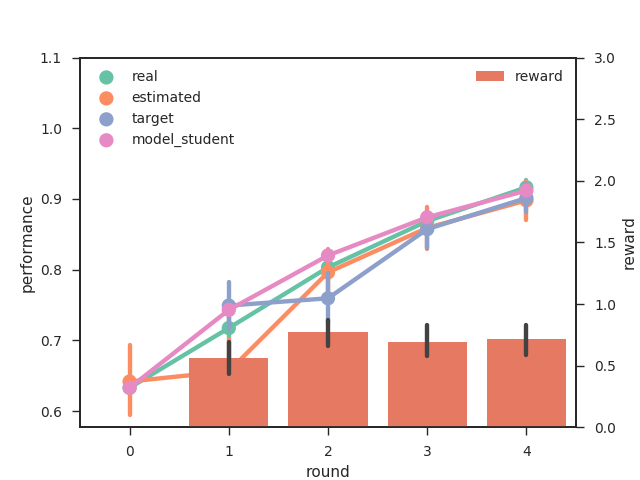 1.1
1.0
0.9
0.8
0.7
0.6
performance
real
estimated
target
model_student
reward
3.0
2.5
2.0
1.5
1.0
0.5
0.0
reward
0
1
2
3
4
round